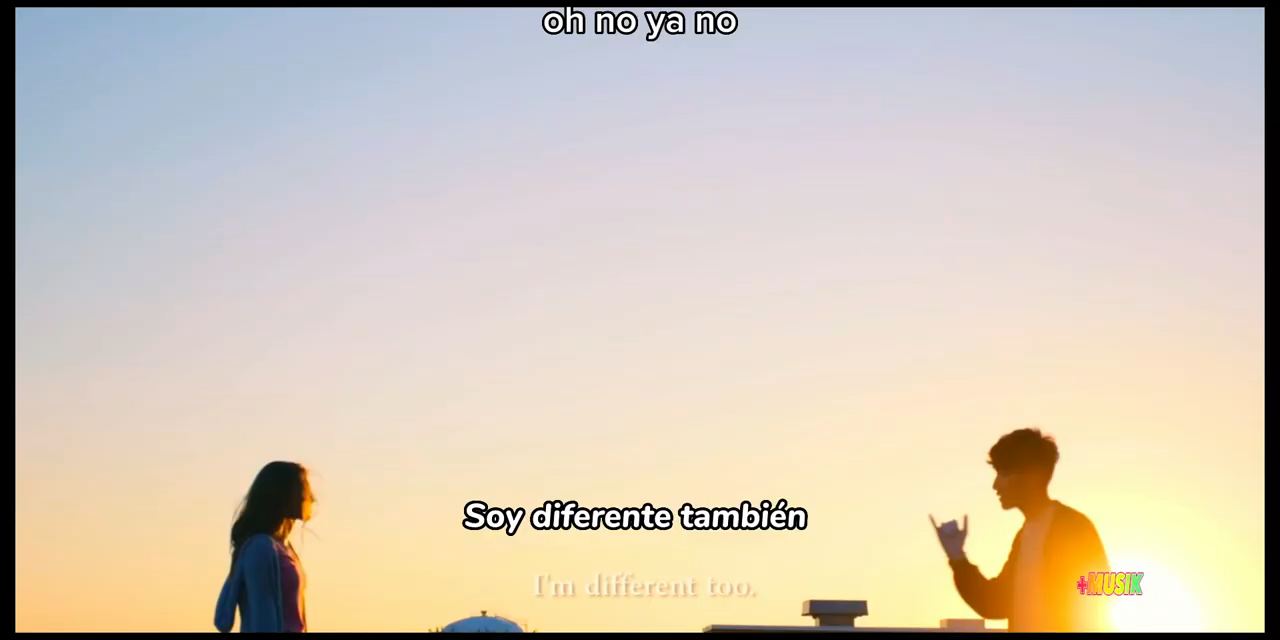 oh no ya no
Soy diferente también
I'm different too.
+MUSIK